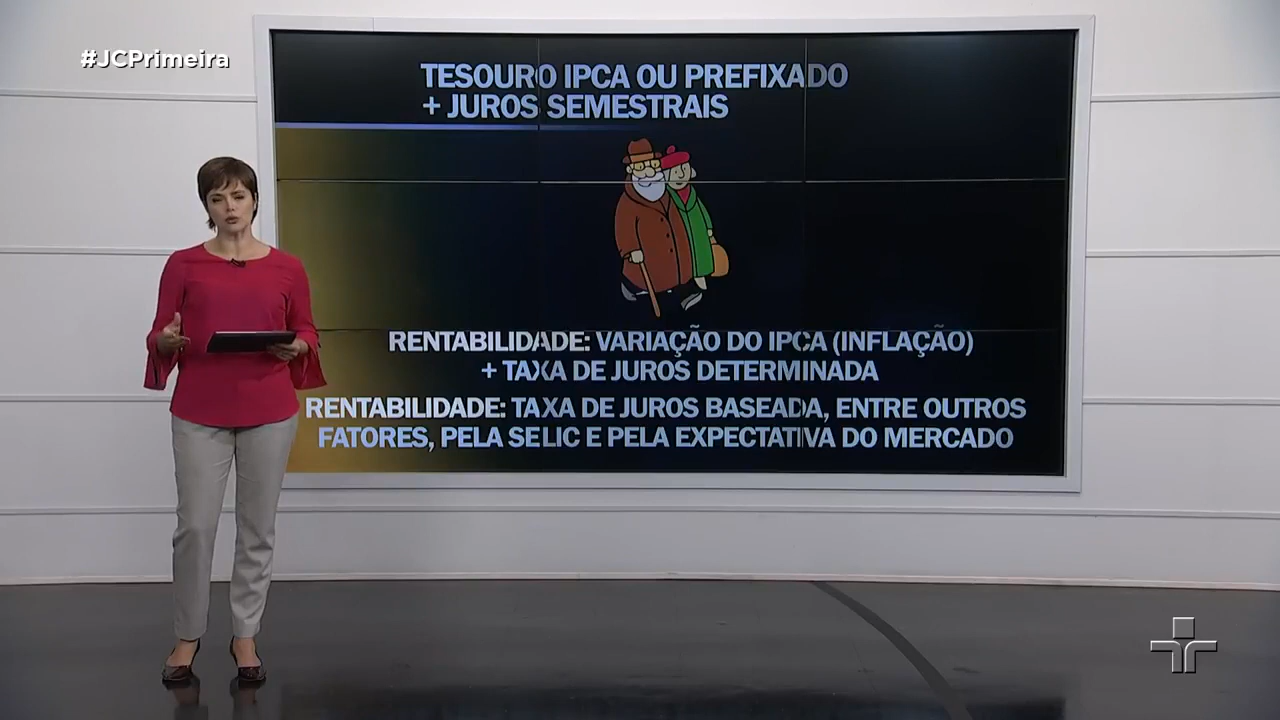 #JCPrimeira
TESOURO IPCA OU PREFIXADO
+ JUROS SEMESTRAIS
RENTABILIDADE: VARIAÇÃO DO IPCA (INFLAÇÃO)
+ TAXA DE JUROS DETERMINADA
RENTABILIDADE: TAXA DE JUROS BASEADA, ENTRE OUTROS
FATORES, PELA SELIC E PELA EXPECTATIVA DO MERCADO